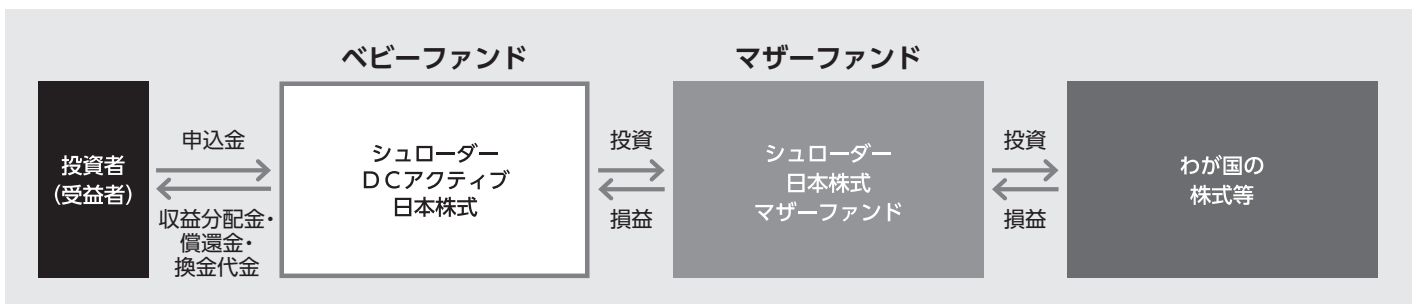 ベビーファンド
マザーファンド
投資者
（受益者）
申込金
収益分配金・
償還金・
換金代金
シュローダー
ＤＣアクティブ
日本株式
投資
損益
シュローダー
日本株式
マザーファンド
投資
損益
わが国の
株式等